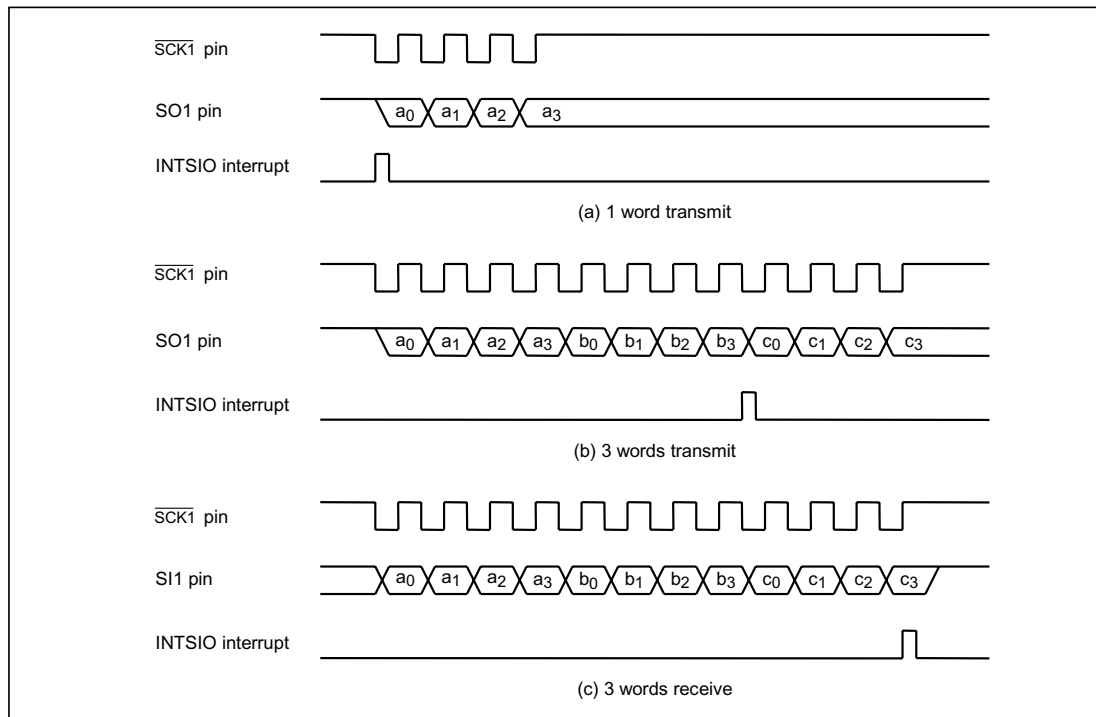 SCK1 pin
SO1 pin a0 a1 a2 a3
INTSIO interrupt
(a) 1 word transmit
SCK1 pin
SO1 pin a0 a1 a2 a3 b0 b1 b2 b3 c0 c1 c2 c3
INTSIO interrupt
(b) 3 words transmit
SCK1 pin
SI1 pin a0 a1 a2 a3 b0 b1 b2 b3 c0 c1 c2 c3
INTSIO interrupt
(c) 3 words receive